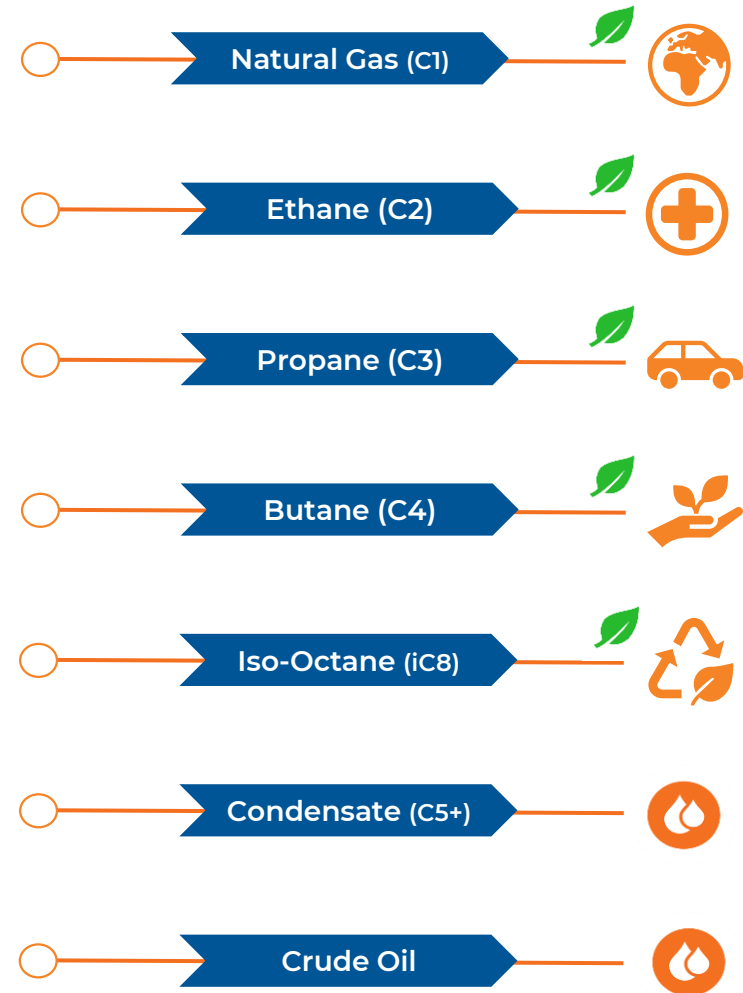 Natural Gas (C1)
Ethane (C2)
Propane (C3)
Butane (C4)
Iso-Octane (iC8)
Condensate (C5+)
Crude Oil